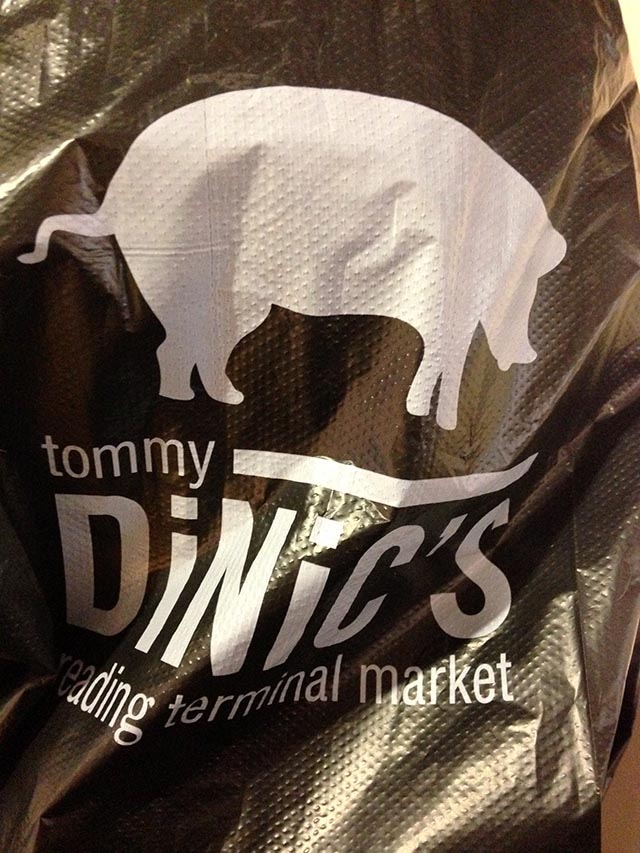 tommy
DiNiC'S
reading terminal market